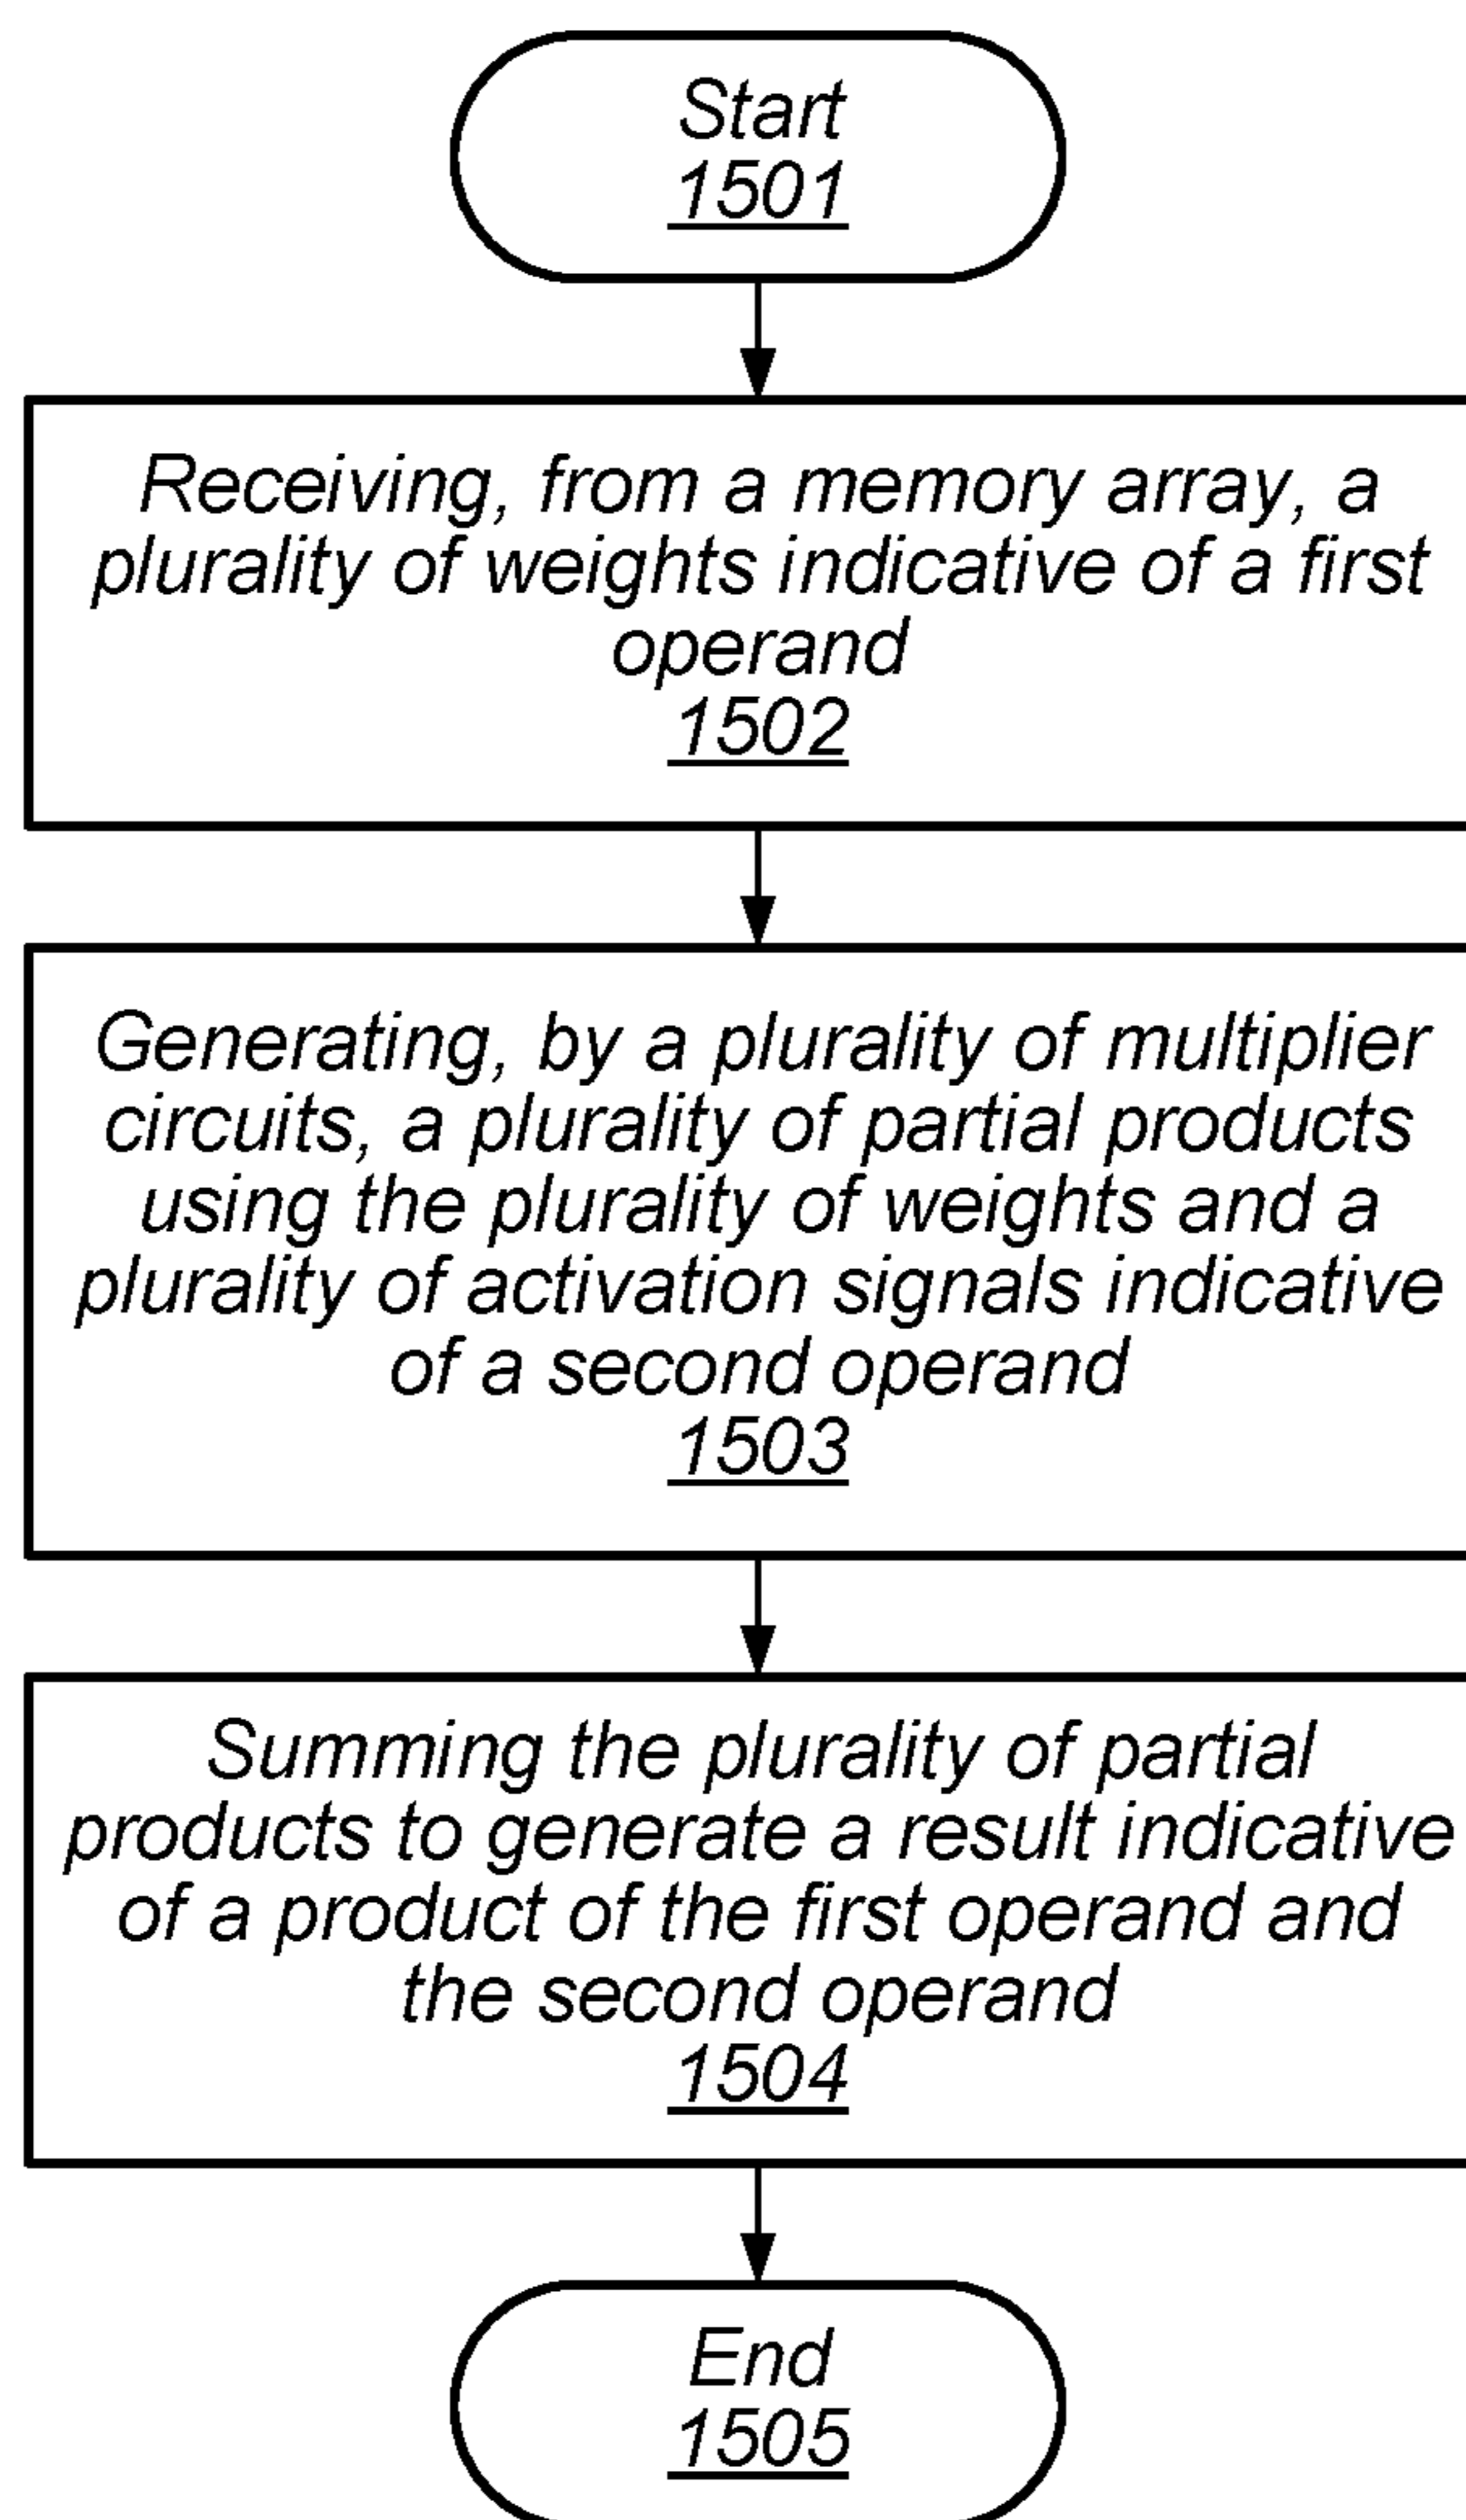 Start
1501
Receiving, from a memory array, a
plurality of weights indicative of a first
operand
1502
Generating, by a plurality of multiplier
circuits, a plurality of partial products
using the plurality of weights and a
plurality of activation signals indicative
of a second operand
1503
Summing the plurality of partial
products to generate a result indicative
of a product of the first operand and
the second operand
1504
End
1505